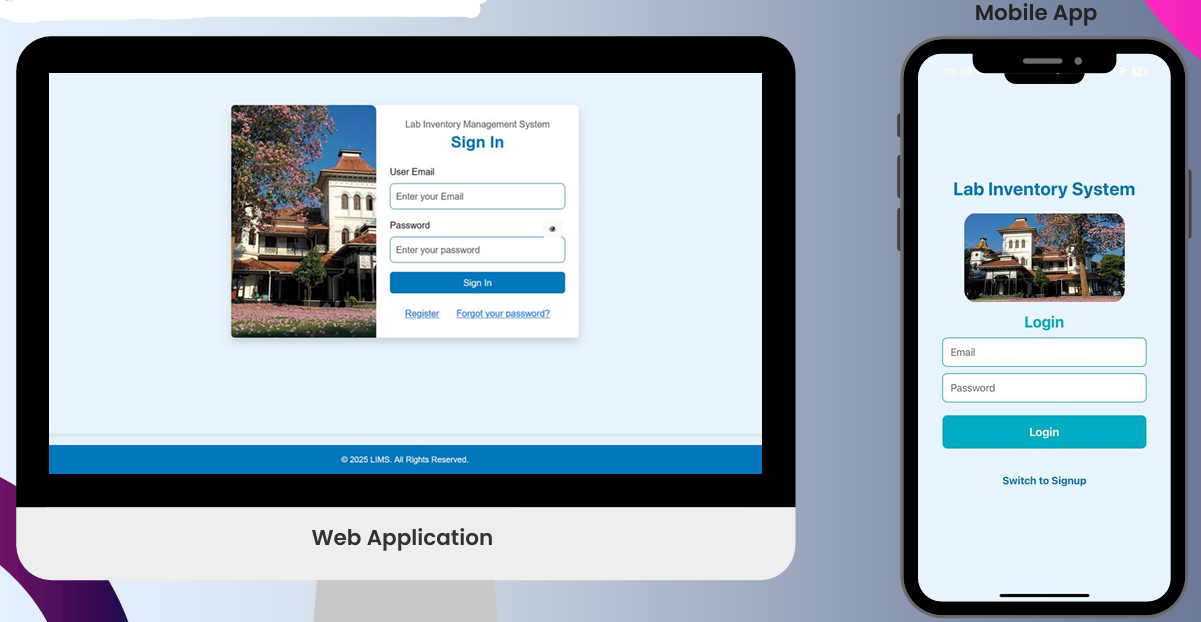 Mobile App
Lab Inventory Management System
Sign In
User Email
Enter your Email
Password
Enter your password
Sign In
Register Forgot your password?
© 2025 LIMS. All Rights Reserved.
Web Application
Lab Inventory System
Login
Email
Password
Login
Switch to Signup